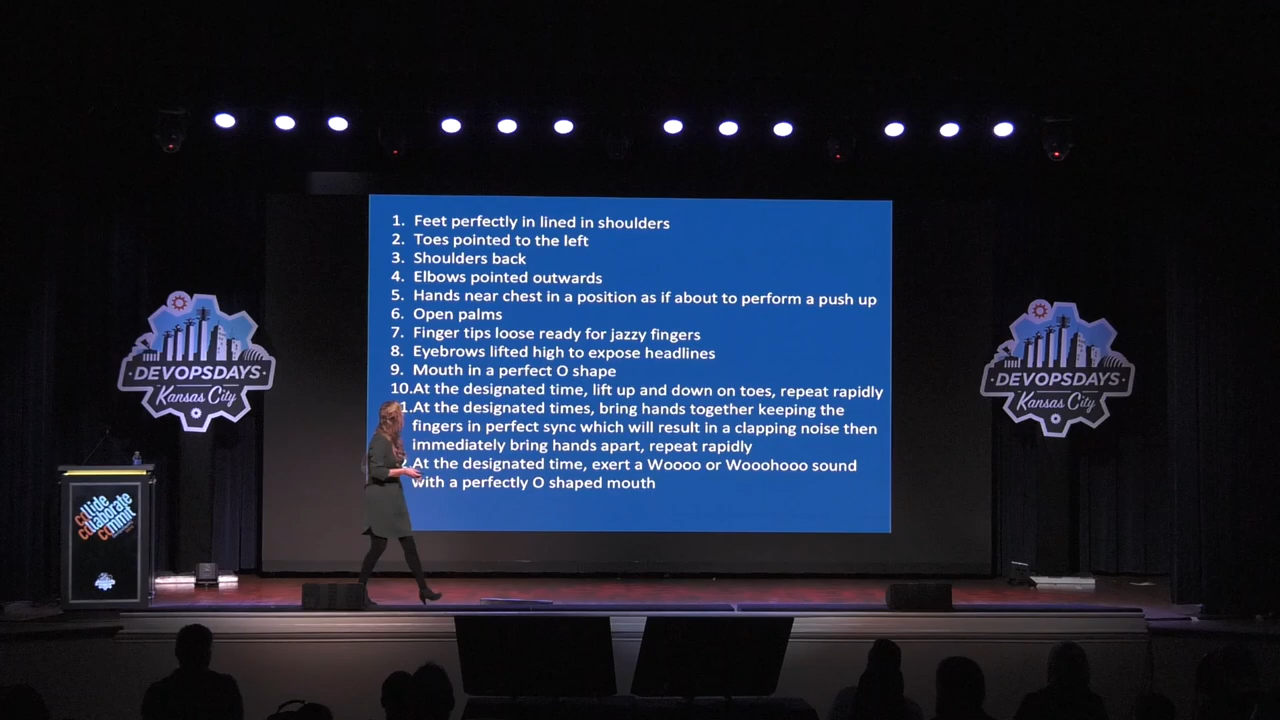 1. Feet perfectly in lined in shoulders
2. Toes pointed to the left
3. Shoulders back
4. Elbows pointed outwards
5. Hands near chest in a position as if about to perform a push up
6. Open palms
7. Finger tips loose ready for jazzy fingers
8. Eyebrows lifted high to expose headlines
9. Mouth in a perfect O shape
10.At the designated time, lift up and down on toes, repeat rapidly
1.At the designated times, bring hands together keeping the
fingers in perfect sync which will result in a clapping noise then
immediately bring hands apart, repeat rapidly
At the designated time, exert a Woooo or Wooohooo sound
with a perfectly O shaped mouth
DEVOPSDAYS
Kansas City
DEVOPSDAYS
Kansas City
collide
collaborate
commit